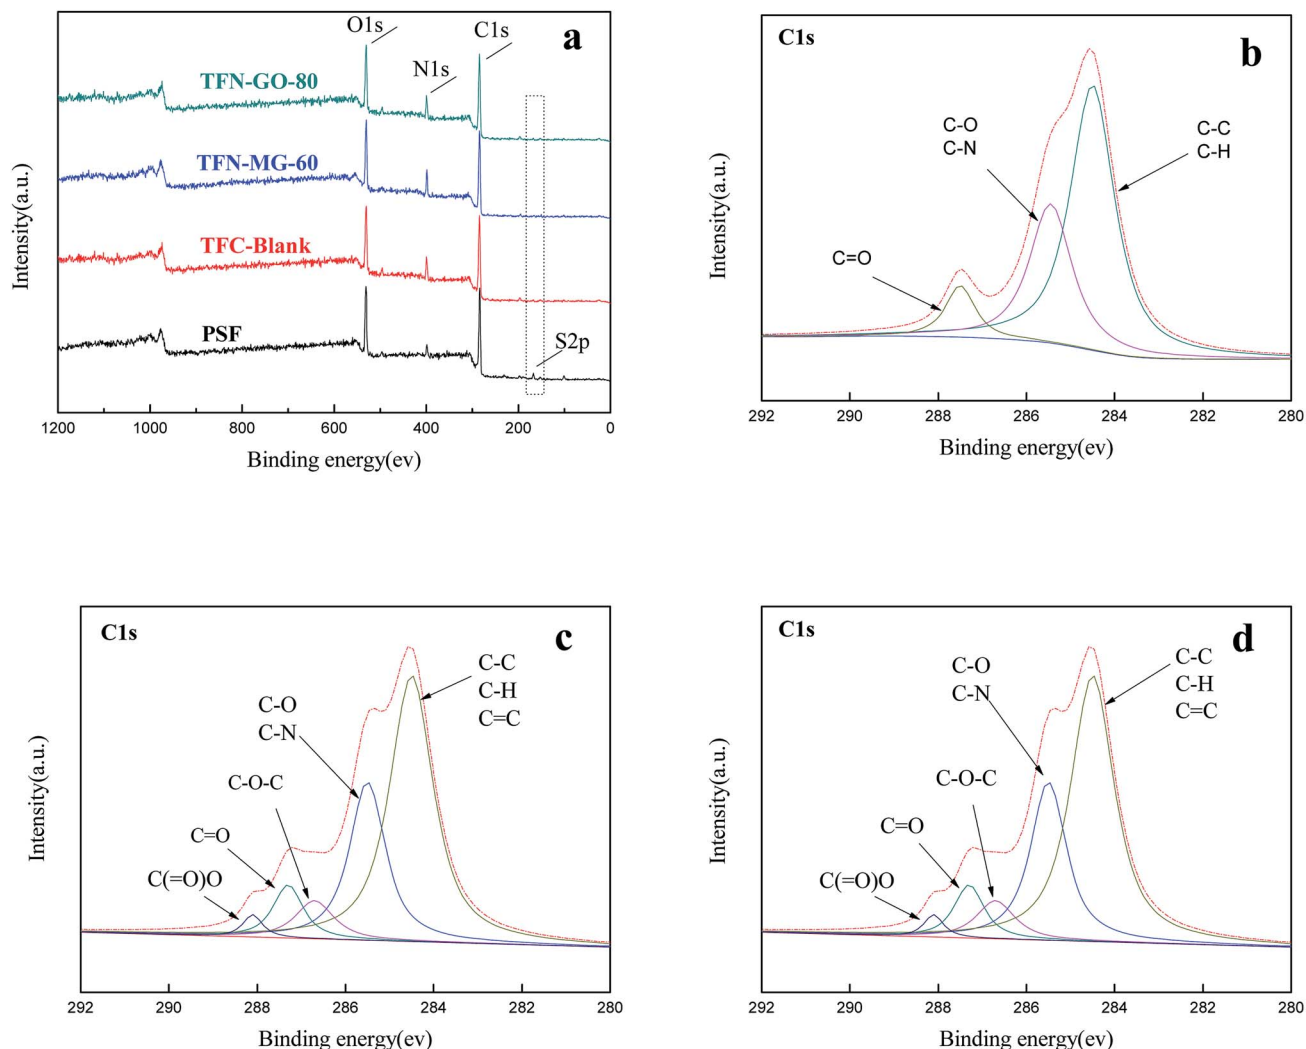 a
O1s
C1s
N1s
TFN-GO-80
TFN-MG-60
TFC-Blank
PSF
S2p
Intensity(a.u.)
1200 1000 800 600 400 200 0
Binding energy(ev)
C1s
b
C-O
C-N
C-C
C-H
C=O
Intensity(a.u.)
292 290 288 286 284 282 280
Binding energy(ev)
C1s
c
C-C
C-H
C=C
C-O
C-N
C-O-C
C=O
C(=O)O
Intensity(a.u.)
292 290 288 286 284 282 280
Binding energy(ev)
C1s
d
C-O
C-N
C-C
C-H
C=C
C-O-C
C=O
C(=O)O
Intensity(a.u.)
292 290 288 286 284 282 280
Binding energy(ev)